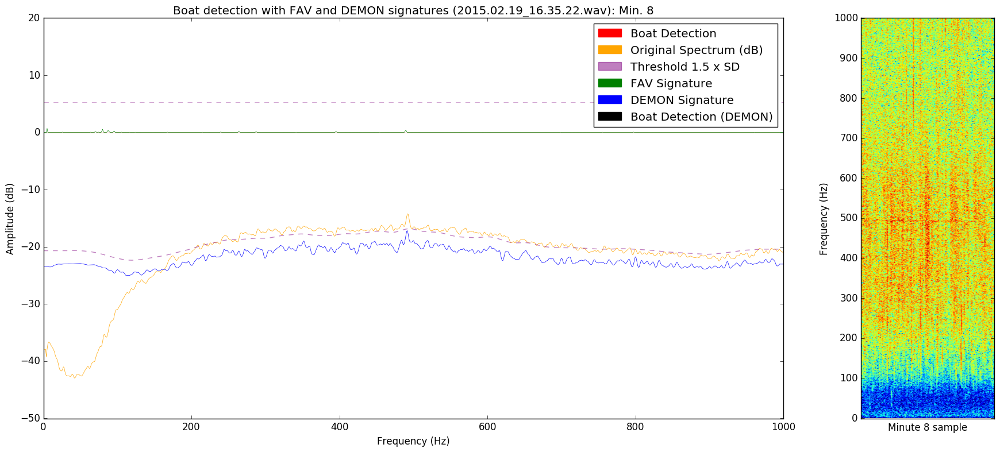 Boat detection with FAV and DEMON signatures (2015.02.19_16.35.22.wav): Min. 8
Boat Detection
Original Spectrum (dB)
Threshold 1.5 x SD
FAV Signature
DEMON Signature
Boat Detection (DEMON)
Amplitude (dB)
20
10
0
−10
−20
−30
−40
−50
0
200
400
600
800
1000
Frequency (Hz)
Frequency (Hz)
1000
900
800
700
600
500
400
300
200
100
0
Minute 8 sample